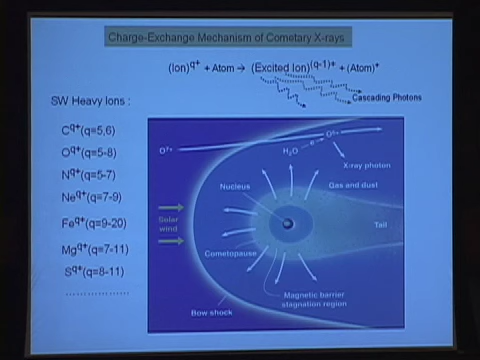 Charge-Exchange Mechanism of Cometary X-rays
(Ion)q+ + Atom → (Excited Ion)(q-1)+ + (Atom)+
Cascading Photons
SW Heavy Ions :
Cq+(q=5,6)
Oq+(q=5-8)
Nq+(q=5-7)
Neq+(q=7-9)
Feq+(q=9-20)
Mgq+(q=7-11)
Sq+(q=8-11)
....................
O7+
O6+
H2O
e
X-ray photon
Nucleus
Gas and dust
Solar
wind
Tail
Cometopause
Magnetic barrier
stagnation region
Bow shock